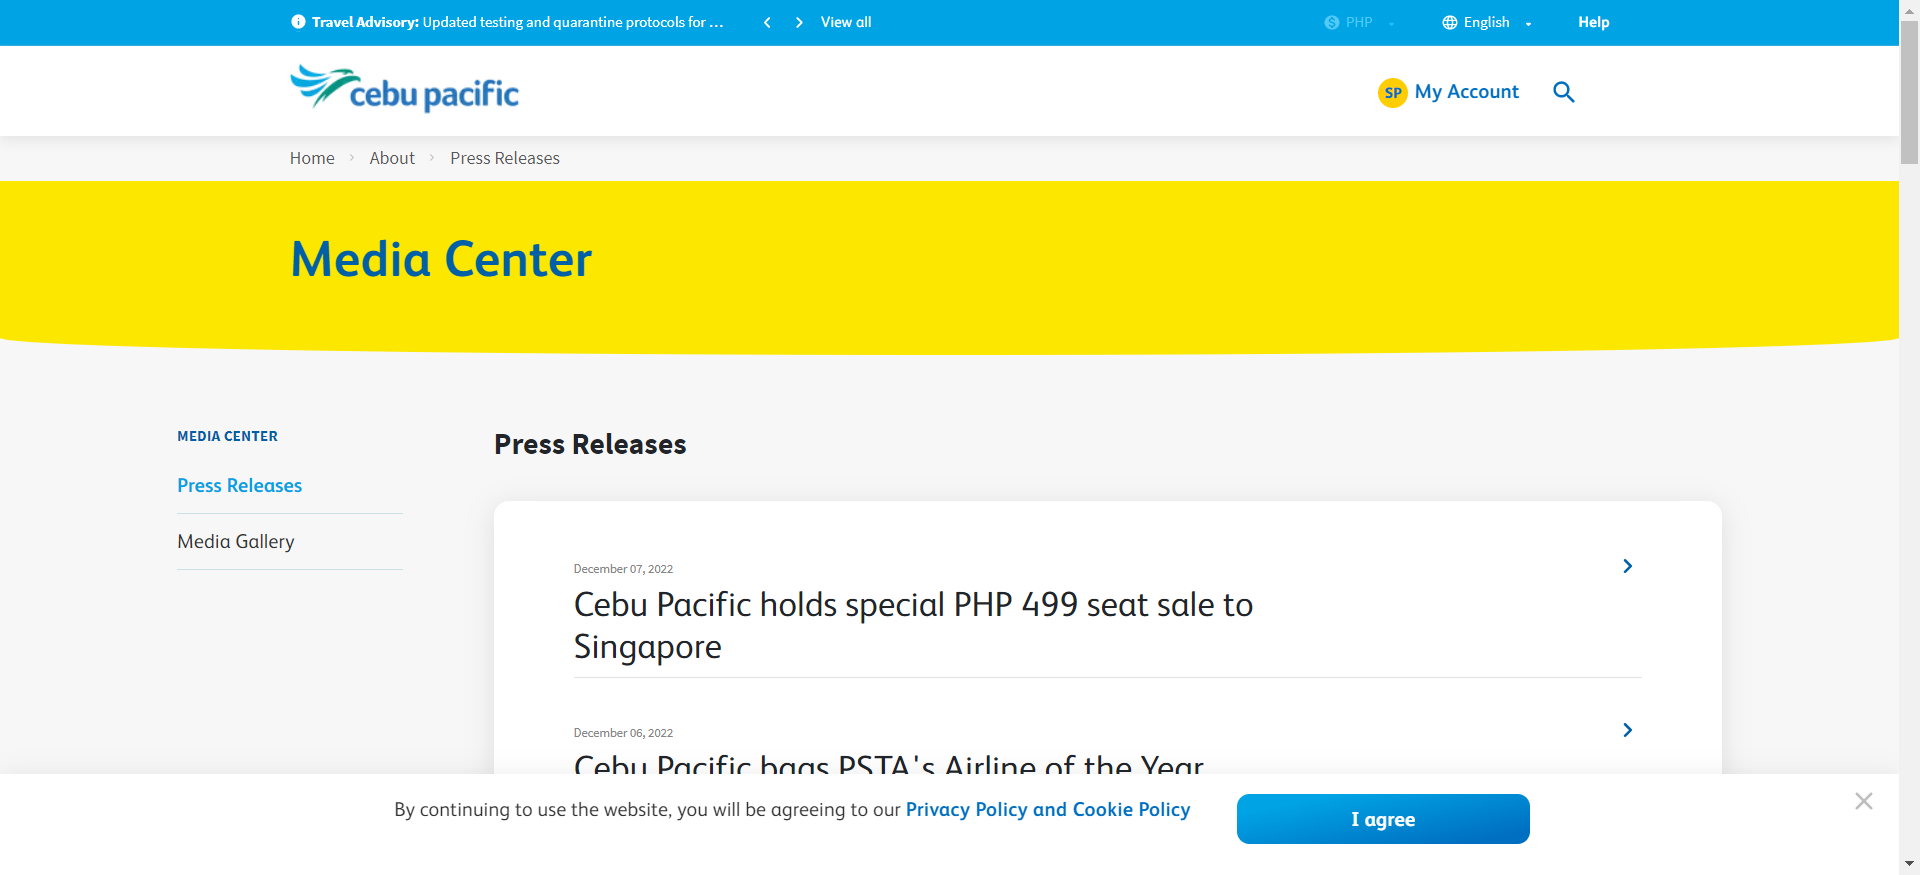 Travel Advisory: Updated testing and quarantine protocols for ...
View all
PHP
English
Help
cebu pacific
SP My Account
Home
About
Press Releases
Media Center
MEDIA CENTER
Press Releases
Media Gallery
Press Releases
December 07, 2022
Cebu Pacific holds special PHP 499 seat sale to
Singapore
December 06, 2022
Cebu Pacific bags PSTA's Airline of the Year
By continuing to use the website, you will be agreeing to our Privacy Policy and Cookie Policy
I agree